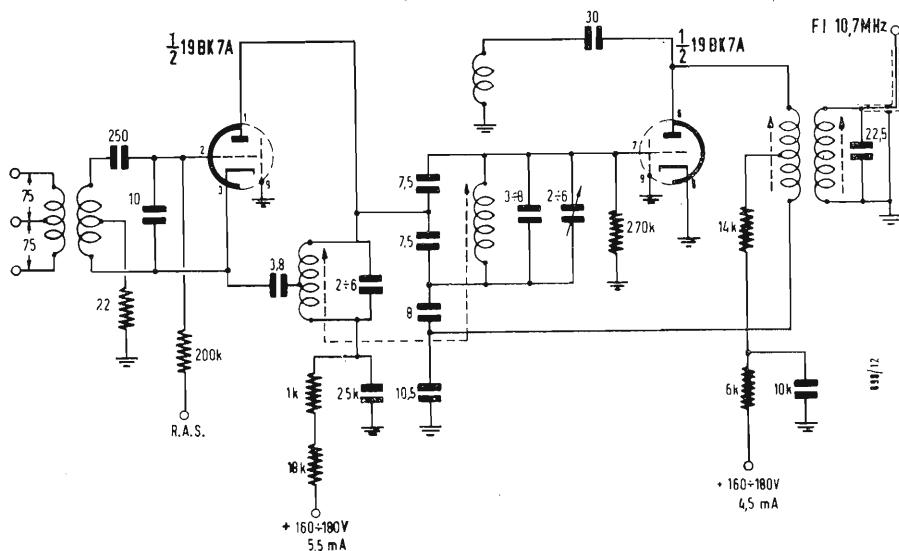 1/2 19BK7A
30
1/2 19BK7A
FI 10,7MHz
250
1
6
2
7
3
9
9
8
75
75
10
7,5
7,5
3÷8
2÷6
270k
22,5
14k
3,8
2÷6
8
22
200k
R.A.S.
1k
25k
10,5
6k
10k
18k
698/12
+ 160÷180V
5,5 mA
+ 160÷180V
4,5 mA